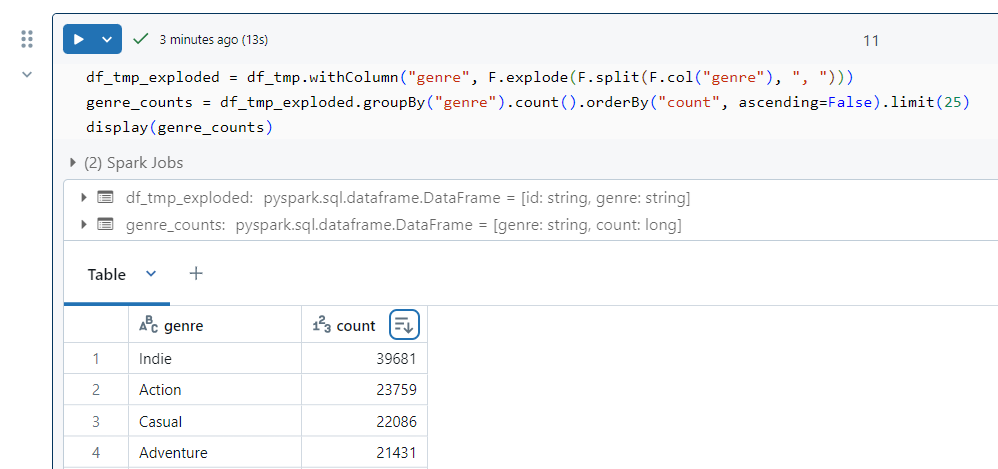 3 minutes ago (13s)
11
df_tmp_exploded = df_tmp.withColumn("genre", F.explode(F.split(F.col("genre"), ", ")))
genre_counts = df_tmp_exploded.groupBy("genre").count().orderBy("count", ascending=False).limit(25)
display(genre_counts)
(2) Spark Jobs
df_tmp_exploded: pyspark.sql.dataframe.DataFrame = [id: string, genre: string]
genre_counts: pyspark.sql.dataframe.DataFrame = [genre: string, count: long]
Table
ABC genre 123 count
1 Indie 39681
2 Action 23759
3 Casual 22086
4 Adventure 21431